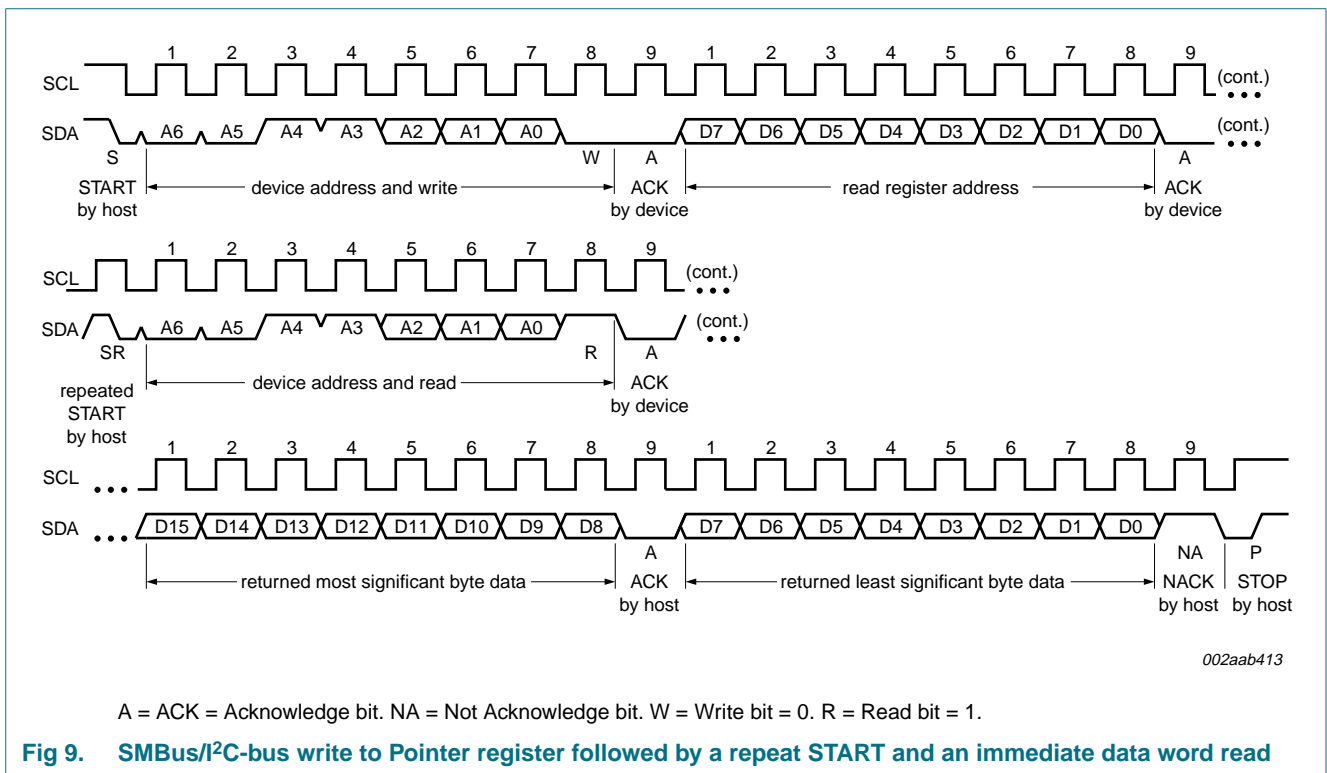 1 2 3 4 5 6 7 8 9 1 2 3 4 5 6 7 8 9
SCL (cont.)
SDA A6 A5 A4 A3 A2 A1 A0 D7 D6 D5 D4 D3 D2 D1 D0 (cont.)
S W A A
START device address and write ACK read register address ACK
by host by device by device
1 2 3 4 5 6 7 8 9
SCL (cont.)
SDA A6 A5 A4 A3 A2 A1 A0 (cont.)
SR R A
repeated device address and read ACK
START by device
by host
1 2 3 4 5 6 7 8 9 1 2 3 4 5 6 7 8 9
SCL
SDA D15 D14 D13 D12 D11 D10 D9 D8 D7 D6 D5 D4 D3 D2 D1 D0
A NA P
returned most significant byte data ACK returned least significant byte data NACK STOP
by host by host by host
002aab413
A = ACK = Acknowledge bit. NA = Not Acknowledge bit. W = Write bit = 0. R = Read bit = 1.
Fig 9. SMBus/I²C-bus write to Pointer register followed by a repeat START and an immediate data word read